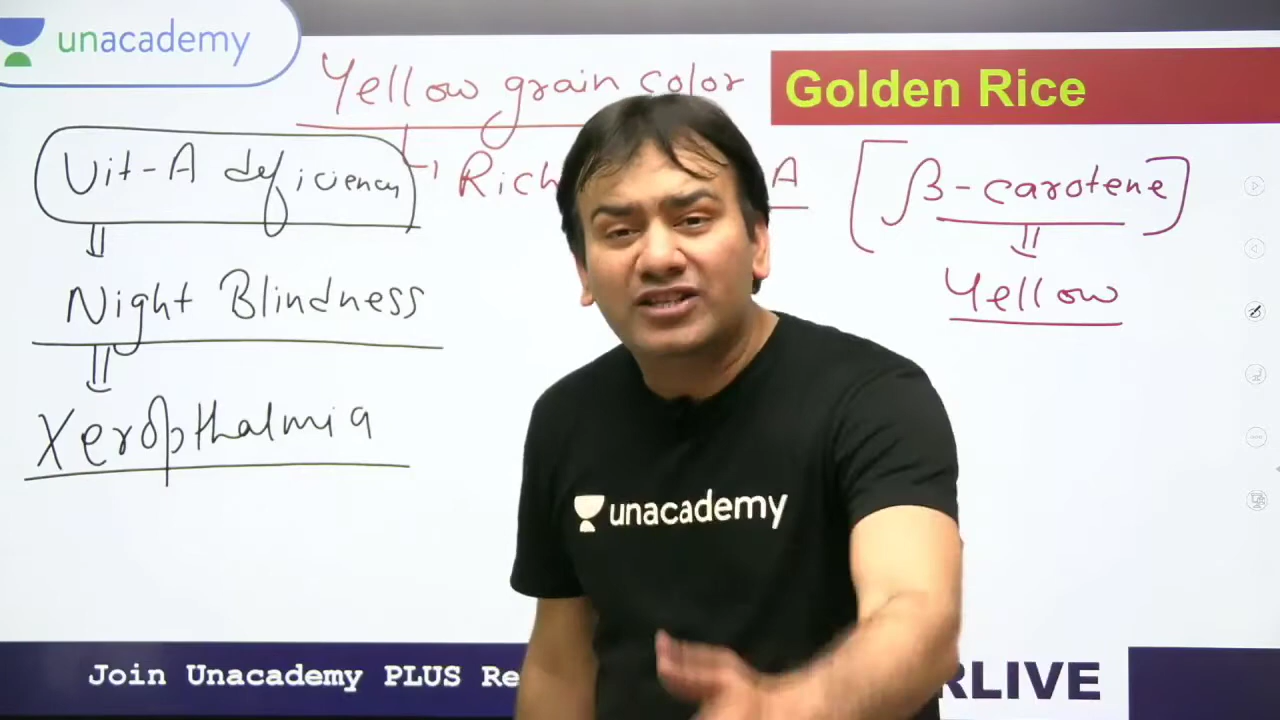 unacademy
Yellow grain color
Golden Rice
Vit-A deficiency
Rich A [β-carotene]
Night Blindness
Yellow
Xeropthalmia
unacademy
Join Unacademy PLUS Re RLIVE